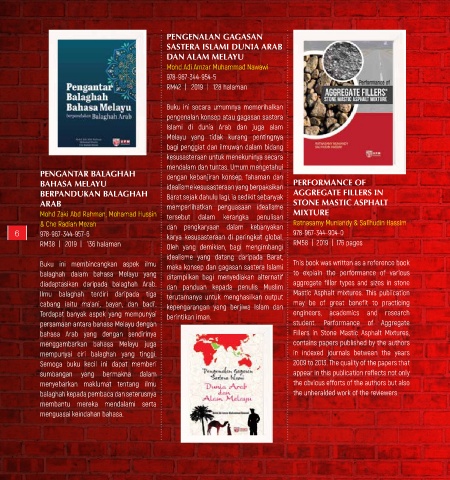 Pengantar
Balaghah
Bahasa Melayu
berpandukan Balaghah Arab
PENGANTAR BALAGHAH
BAHASA MELAYU
BERPANDUKAN BALAGHAH
ARAB
Mohd Zaki Abd Rahman, Mohamad Hussin
& Che Radiah Mezah
978-967-344-957-6
RM38 | 2019 | 136 halaman
Buku ini membincangkan aspek ilmu
balaghah dalam bahasa Melayu yang
diadaptasikan daripada balaghah Arab.
Ilmu balaghah terdiri daripada tiga
cabang iaitu ma'ani, bayan, dan badi'.
Terdapat banyak aspek yang mempunyai
persamaan antara bahasa Melayu dengan
bahasa Arab yang dengan sendirinya
menggambarkan bahasa Melayu juga
mempunyai ciri balaghah yang tinggi.
Semoga buku kecil ini dapat memberi
sumbangan yang bermakna dalam
menyebarkan maklumat tentang ilmu
balaghah kepada pembaca dan seterusnya
membantu mereka mendalami serta
menguasai keindahan bahasa.
6
PENGENALAN GAGASAN
SASTERA ISLAMI DUNIA ARAB
DAN ALAM MELAYU
Mohd Adi Amzar Muhammad Nawawi
978-967-344-954-5
RM42 | 2019 | 128 halaman
Buku ini secara umumnya memerihalkan
pengenalan konsep atau gagasan sastera
Islami di dunia Arab dan juga alam
Melayu yang tidak kurang pentingnya
bagi penggiat dan ilmuwan dalam bidang
kesusasteraan untuk menekuninya secara
mendalam dan tuntas. Umum mengetahui
dengan kebanjiran konsep, fahaman dan
idealisme kesusasteraan yang berpaksikan
Barat sejak dahulu lagi, ia sedikit sebanyak
memperlihatkan penguasaan idealisme
tersebut dalam kerangka penulisan
dan pengkaryaan dalam kebanyakan
karya kesusasteraan di peringkat global.
Oleh yang demikian, bagi mengimbangi
idealisme yang datang daripada Barat,
maka konsep dan gagasan sastera Islami
ditampilkan bagi menyediakan alternatif
dan panduan kepada penulis Muslim
terutamanya untuk menghasilkan output
kepengarangan yang berjiwa Islam dan
berintikan iman.
Pengenalan Gagasan
Sastera Islami
Dunia Arab
dan
Alam Melayu
Performance of
AGGREGATE FILLERS
STONE MASTIC ASPHALT MIXTURE
PERFORMANCE OF
AGGREGATE FILLERS IN
STONE MASTIC ASPHALT
MIXTURE
Ratnasamy Muniandy & Salihudin Hassim
978-967-344-904-0
RM58 | 2019 | 176 pages
This book was written as a reference book
to explain the performance of various
aggregate filler types and sizes in stone
Mastic Asphalt mixtures. This publication
may be of great benefit to practicing
engineers, academics and research
student. Performance of Aggregate
Fillers in Stone Mastic Asphalt Mixtures,
contains papers published by the authors
in indexed journals between the years
2009 to 2013. The quality of the papers that
appear in this publication reflects not only
the obvious efforts of the authors but also
the unheralded work of the reviewers.